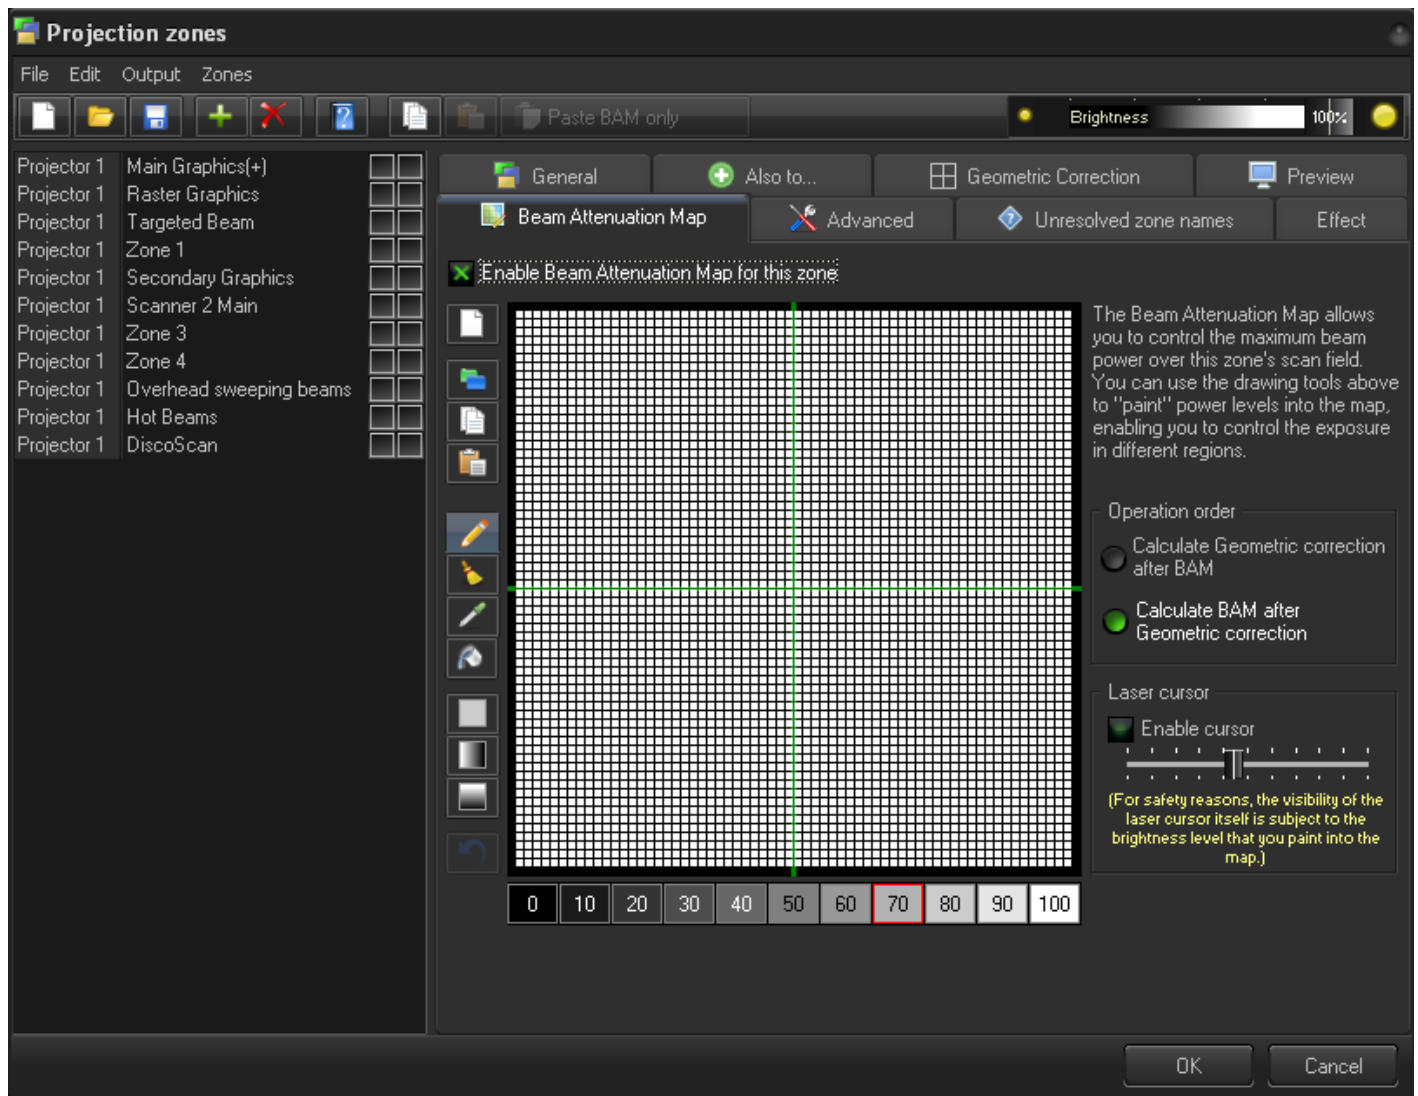 Projection zones
File Edit Output Zones
Paste BAM only
Brightness 100%
Projector 1 Main Graphics(+)
Projector 1 Raster Graphics
Projector 1 Targeted Beam
Projector 1 Zone 1
Projector 1 Secondary Graphics
Projector 1 Scanner 2 Main
Projector 1 Zone 3
Projector 1 Zone 4
Projector 1 Overhead sweeping beams
Projector 1 Hot Beams
Projector 1 DiscoScan
General Also to... Geometric Correction Preview
Beam Attenuation Map Advanced Unresolved zone names Effect
Enable Beam Attenuation Map for this zone
The Beam Attenuation Map allows
you to control the maximum beam
power over this zone's scan field.
You can use the drawing tools above
to "paint" power levels into the map,
enabling you to control the exposure
in different regions.
Operation order
Calculate Geometric correction
after BAM
Calculate BAM after
Geometric correction
Laser cursor
Enable cursor
(For safety reasons, the visibility of the
laser cursor itself is subject to the
brightness level that you paint into the
map.)
0 10 20 30 40 50 60 70 80 90 100
OK Cancel